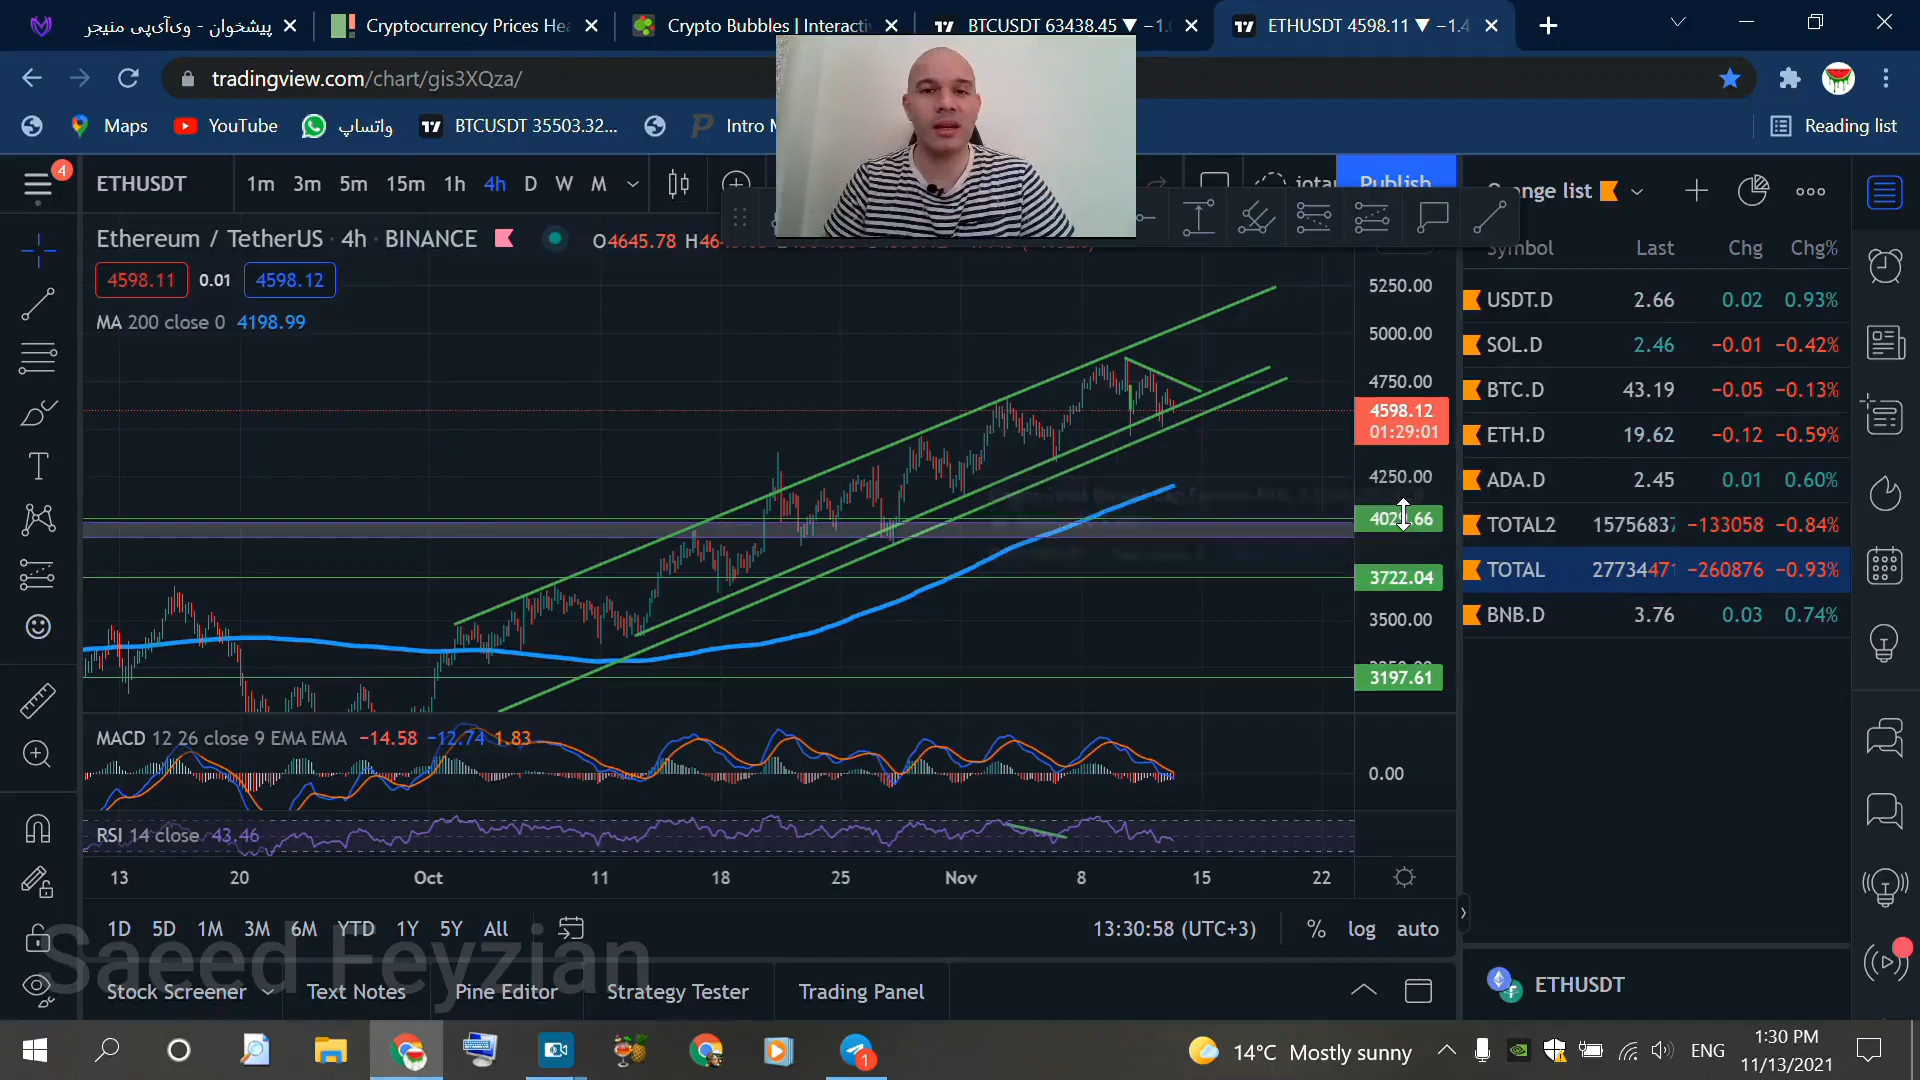 پیشخوان - وی‌آی‌پی منیجر
Cryptocurrency Prices Hea
Crypto Bubbles | Interacti
BTCUSDT 63438.45 ▼ −1.
ETHUSDT 4598.11 ▼ −1.4
tradingview.com/chart/gis3XQza/
Maps
YouTube
واتساپ
BTCUSDT 35503.32...
Intro
Reading list
4
ETHUSDT
1m 3m 5m 15m 1h 4h D W M
Publish
Symbol Last Chg Chg%
Ethereum / TetherUS · 4h · BINANCE
O4645.78
4598.11 0.01 4598.12
MA 200 close 0 4198.99
USDT.D 2.66 0.02 0.93%
SOL.D 2.46 −0.01 −0.42%
BTC.D 43.19 −0.05 −0.13%
ETH.D 19.62 −0.12 −0.59%
ADA.D 2.45 0.01 0.60%
TOTAL2 1575683 −133058 −0.84%
TOTAL 27734471 −260876 −0.93%
BNB.D 3.76 0.03 0.74%
5250.00
5000.00
4750.00
4598.12
01:29:01
4250.00
3722.04
3500.00
3197.61
MACD 12 26 close 9 EMA EMA −14.58 −12.74 1.83
0.00
RSI 14 close 43.46
13 20 Oct 11 18 25 Nov 8 15 22
1D 5D 1M 3M 6M YTD 1Y 5Y All
13:30:58 (UTC+3) % log auto
Saeed Feyzian
Stock Screener Text Notes Pine Editor Strategy Tester Trading Panel
ETHUSDT
1
14°C Mostly sunny
ENG
1:30 PM
11/13/2021